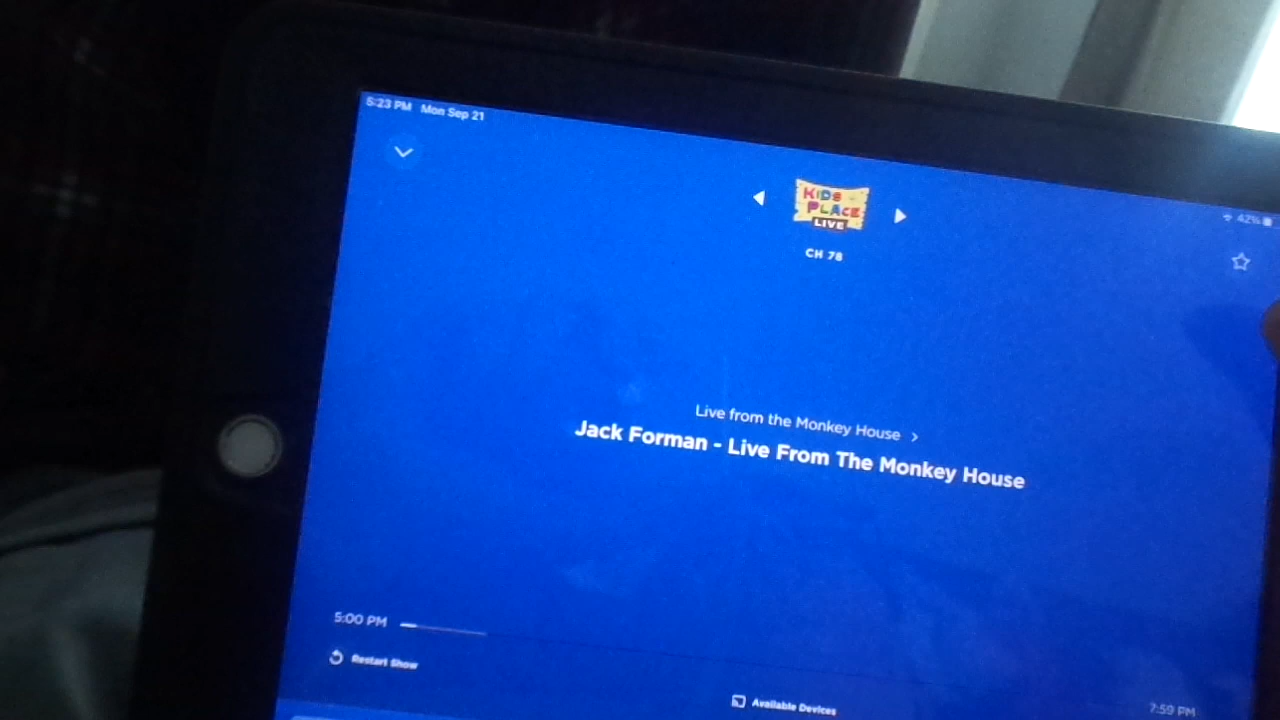 5:23 PM Mon Sep 21
42%
KIDS
PLACE
LIVE
CH 78
Live from the Monkey House
Jack Forman - Live From The Monkey House
5:00 PM
7:59 PM
Restart Show
Available Devices